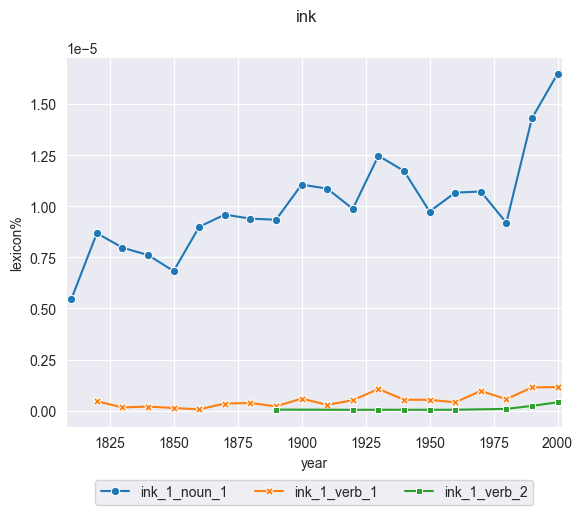 ink
1e−5
1.50
1.25
1.00
0.75
0.50
0.25
0.00
lexicon%
1825 1850 1875 1900 1925 1950 1975 2000
year
ink_1_noun_1 ink_1_verb_1 ink_1_verb_2